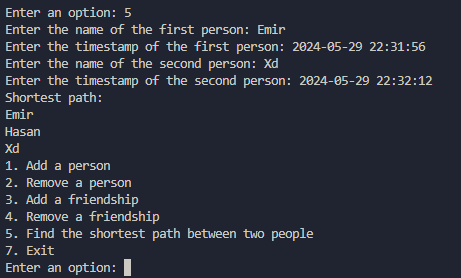 Enter an option: 5
Enter the name of the first person: Emir
Enter the timestamp of the first person: 2024-05-29 22:31:56
Enter the name of the second person: Xd
Enter the timestamp of the second person: 2024-05-29 22:32:12
Shortest path:
Emir
Hasan
Xd
1. Add a person
2. Remove a person
3. Add a friendship
4. Remove a friendship
5. Find the shortest path between two people
7. Exit
Enter an option: